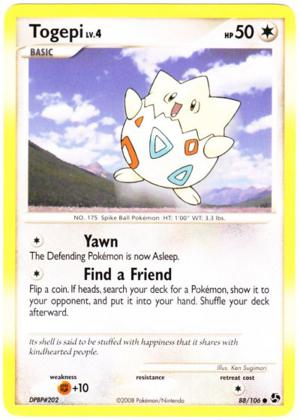 Togepi LV.4 HP 50
BASIC
NO. 175 Spike Ball Pokémon HT: 1'00" WT: 3.3 lbs.
Yawn
The Defending Pokémon is now Asleep.
Find a Friend
Flip a coin. If heads, search your deck for a Pokémon, show it to
your opponent, and put it into your hand. Shuffle your deck
afterward.
Its shell is said to be stuffed with happiness that it shares with
kindhearted people.
Illus. Ken Sugimori
weakness resistance retreat cost
+10
DPBP#202 ©2008 Pokémon/Nintendo 88/106